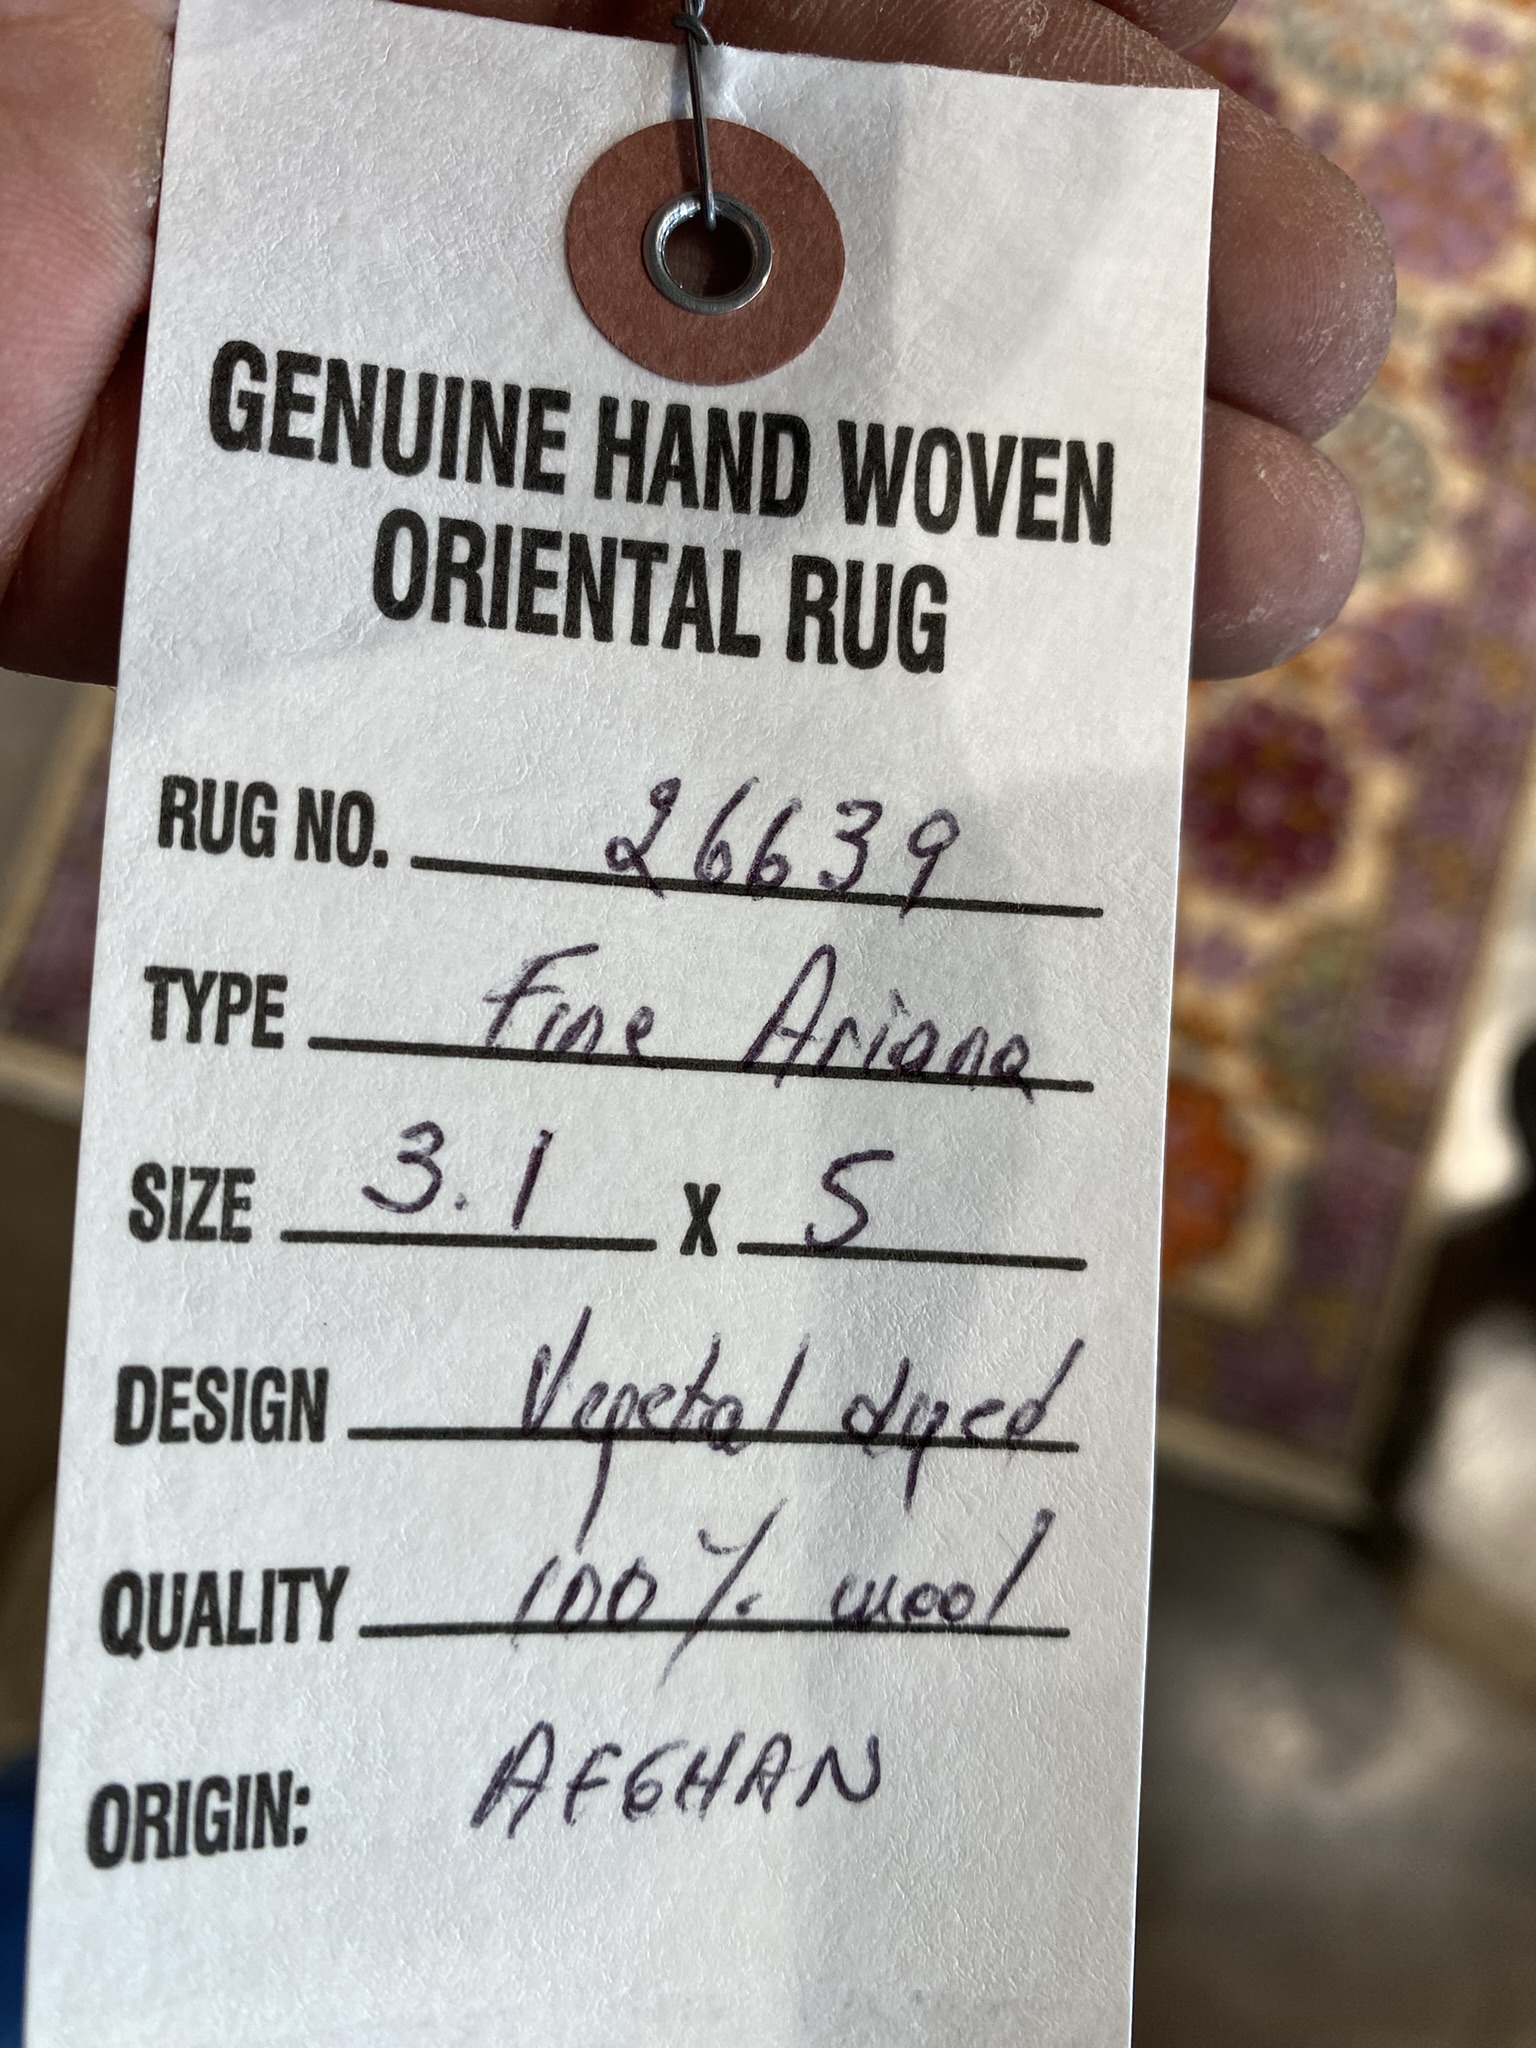 GENUINE HAND WOVEN
ORIENTAL RUG
RUG NO. 26639
TYPE Fine Ariana
SIZE 3.1 X 5
DESIGN Vegetal dyed
QUALITY 100% wool
ORIGIN: AFGHAN